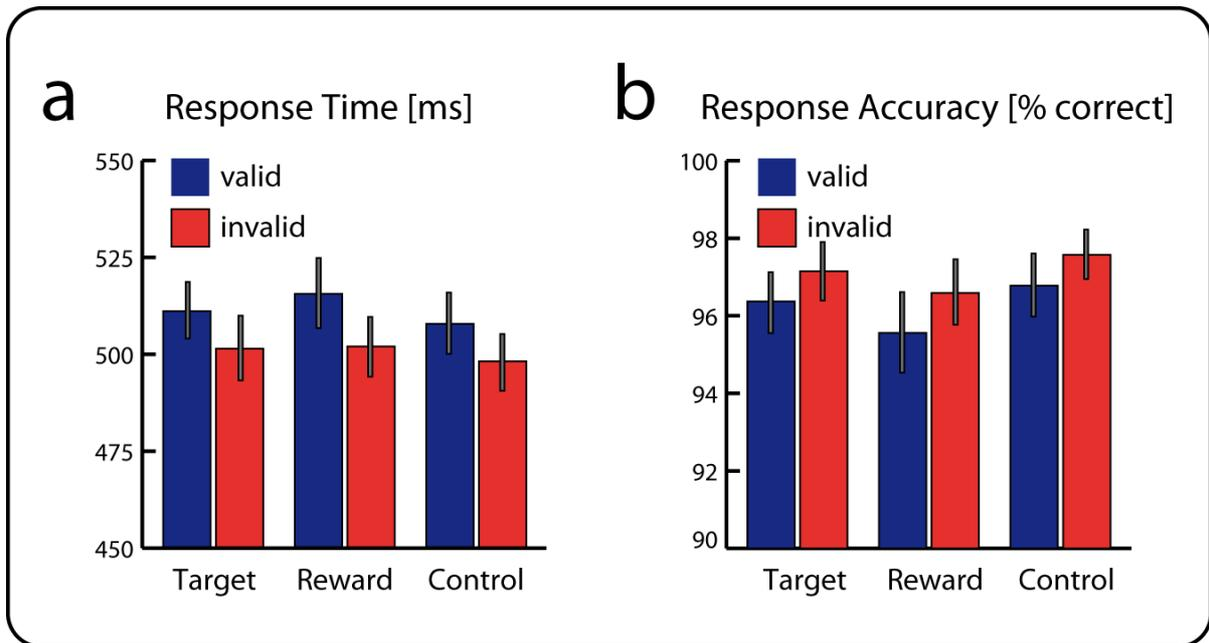 a
Response Time [ms]
550
525
500
475
450
valid
invalid
Target Reward Control
b
Response Accuracy [% correct]
100
98
96
94
92
90
valid
invalid
Target Reward Control